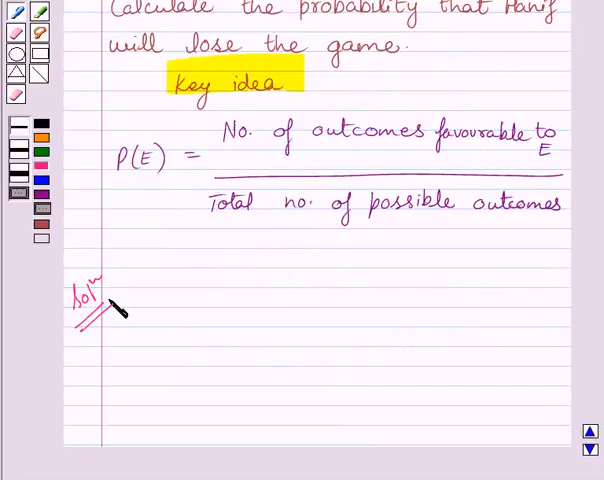 Calculate the probability that Hanif
will lose the game.
Key idea
P(E) = No. of outcomes favourable to E
Total no. of possible outcomes
Solⁿ